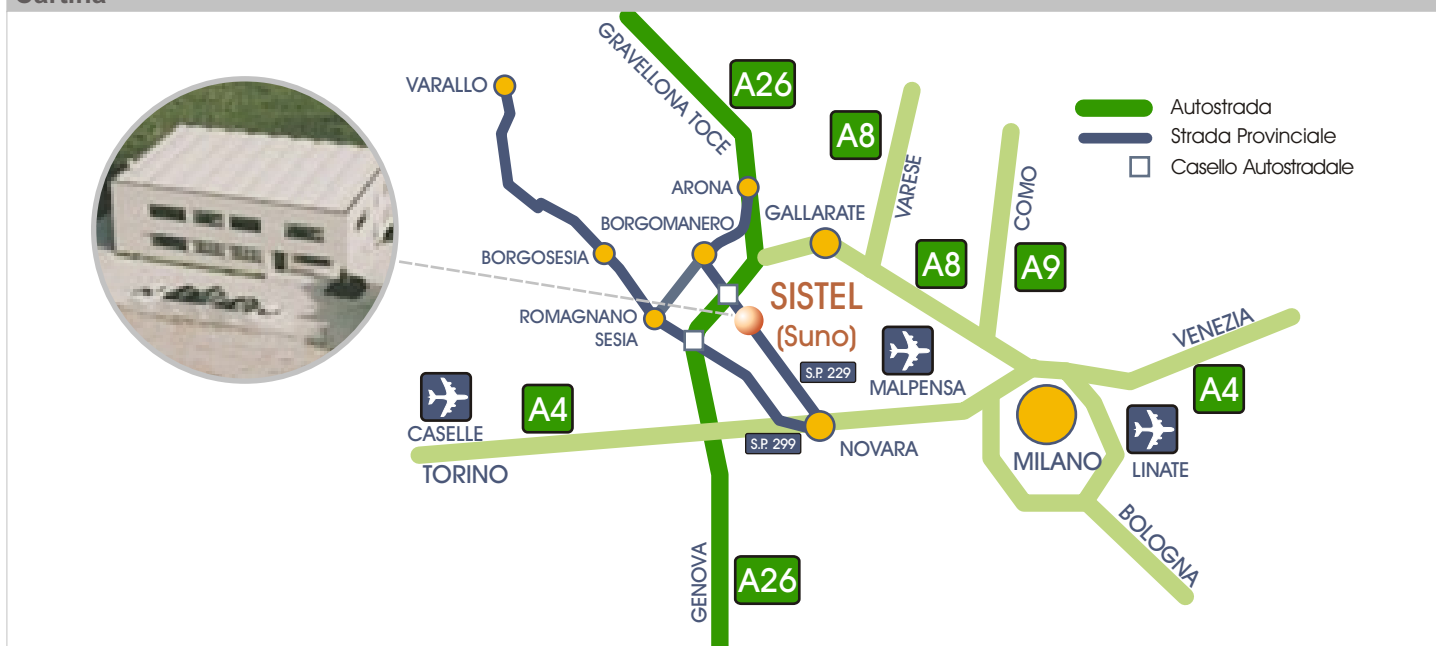 GRAVELLONA TOCE
A26
VARALLO
A8
VARESE
COMO
Autostrada
Strada Provinciale
Casello Autostradale
ARONA
BORGOMANERO
GALLARATE
BORGOSESIA
A8
A9
SISTEL
(Suno)
ROMAGNANO
SESIA
VENEZIA
S.P. 229
MALPENSA
A4
A4
CASELLE
TORINO
S.P. 299
NOVARA
MILANO
LINATE
BOLOGNA
GENOVA
A26